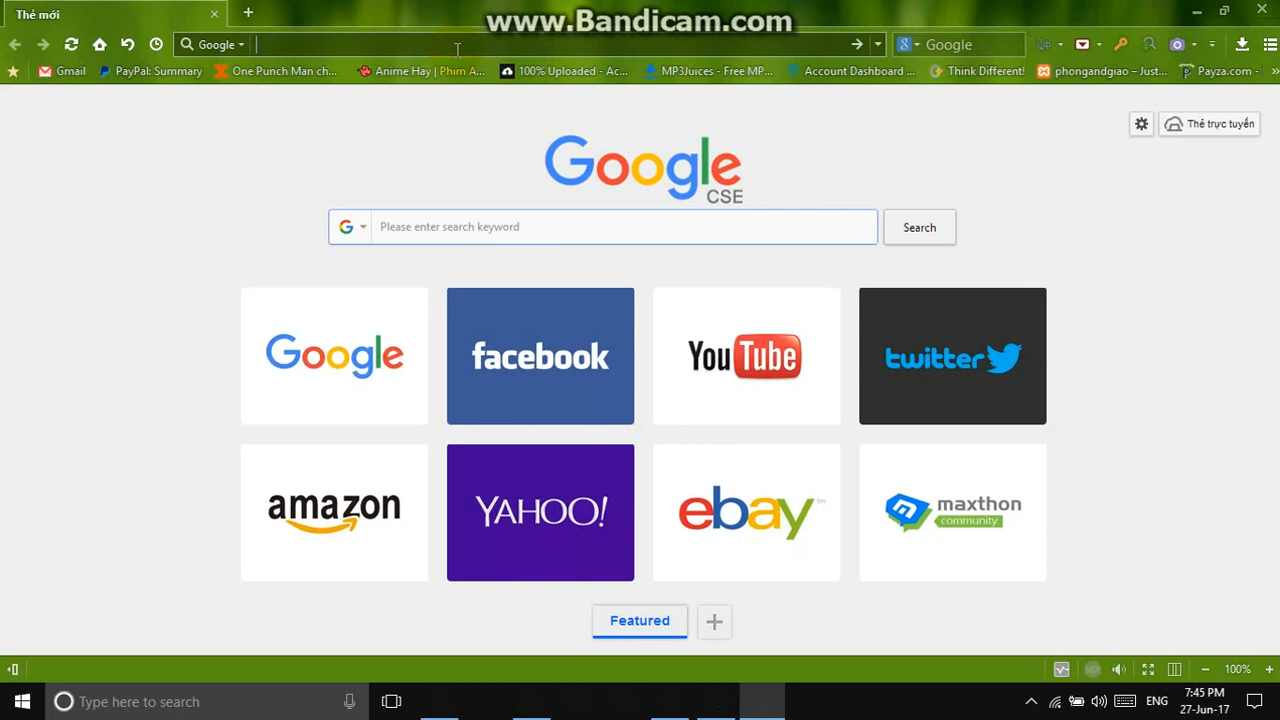 Thẻ mới
www.Bandicam.com
Google
Google
Gmail
PayPal: Summary
One Punch Man ch...
Anime Hay | Phim A...
100% Uploaded - Ac...
MP3Juices - Free MP...
Account Dashboard ...
Think Different!
phongandgiao – Just...
Payza.com -
Thẻ trực tuyến
Google
CSE
Please enter search keyword
Search
Google
facebook
YouTube
twitter
amazon
YAHOO!
ebay™
maxthon
community
Featured
100%
Type here to search
ENG
7:45 PM
27-Jun-17